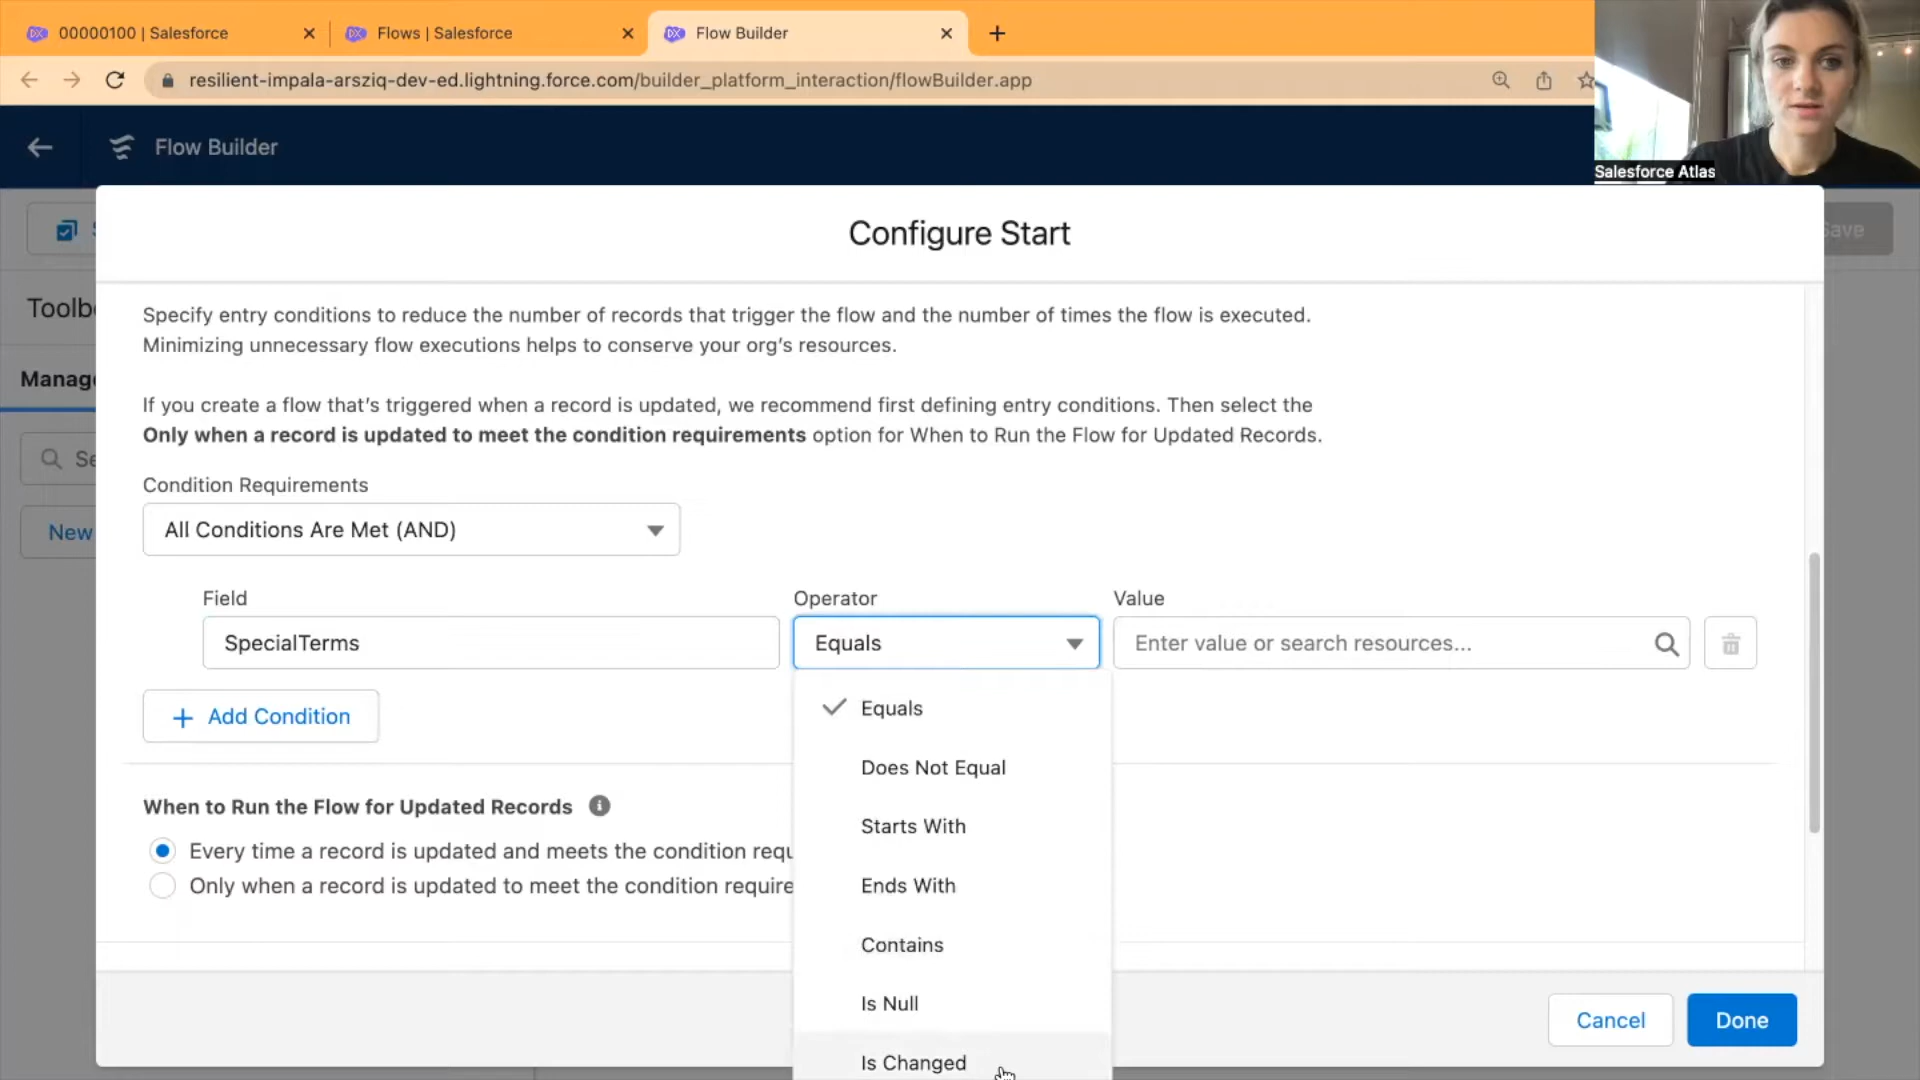 00000100 | Salesforce
Flows | Salesforce
Flow Builder
resilient-impala-arsziq-dev-ed.lightning.force.com/builder_platform_interaction/flowBuilder.app
Salesforce Atlas
Flow Builder
Configure Start
Save
Toolb
Manag
Se
New
Specify entry conditions to reduce the number of records that trigger the flow and the number of times the flow is executed.
Minimizing unnecessary flow executions helps to conserve your org's resources.
If you create a flow that's triggered when a record is updated, we recommend first defining entry conditions. Then select the
Only when a record is updated to meet the condition requirements option for When to Run the Flow for Updated Records.
Condition Requirements
All Conditions Are Met (AND)
Field Operator Value
SpecialTerms Equals Enter value or search resources...
+ Add Condition
Equals
Does Not Equal
Starts With
Ends With
Contains
Is Null
Is Changed
When to Run the Flow for Updated Records
Every time a record is updated and meets the condition requ
Only when a record is updated to meet the condition require
Cancel Done